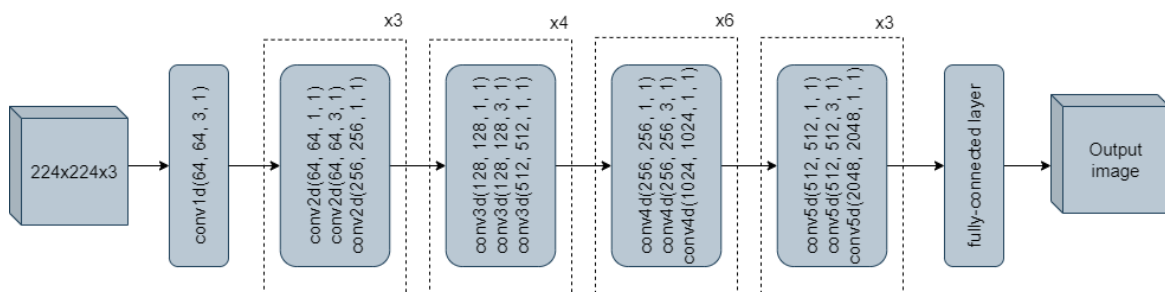 224x224x3
conv1d(64, 64, 3, 1)
x3
conv2d(64, 64, 1, 1)
conv2d(64, 64, 3, 1)
conv2d(256, 256, 1, 1)
x4
conv3d(128, 128, 1, 1)
conv3d(128, 128, 3, 1)
conv3d(512, 512, 1, 1)
x6
conv4d(256, 256, 1, 1)
conv4d(256, 256, 3, 1)
conv4d(1024, 1024, 1, 1)
x3
conv5d(512, 512, 1, 1)
conv5d(512, 512, 3, 1)
conv5d(2048, 2048, 1, 1)
fully-connected layer
Output
image